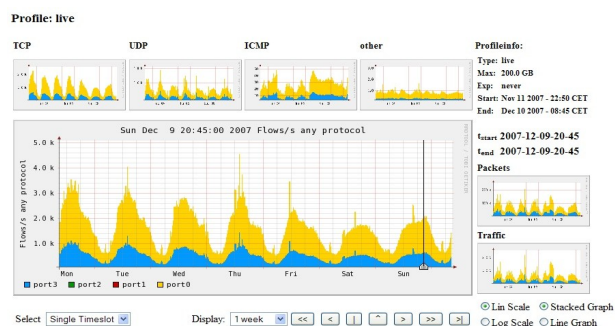 Profile: live
TCP
UDP
ICMP
other
Profileinfo:
Type: live
Max: 200.0 GB
Exp: never
Start: Nov 11 2007 - 22:50 CET
End: Dec 10 2007 - 08:45 CET
Sun Dec 9 20:45:00 2007 Flows/s any protocol
Flows/s any protocol
5.0 k
4.0 k
3.0 k
2.0 k
1.0 k
Mon Tue Wed Thu Fri Sat Sun
port3 port2 port1 port0
tstart 2007-12-09-20-45
tend 2007-12-09-20-45
Packets
Traffic
Lin Scale Stacked Graph
Log Scale Line Graph
Select Single Timeslot Display: 1 week << < | ^ > >> >|